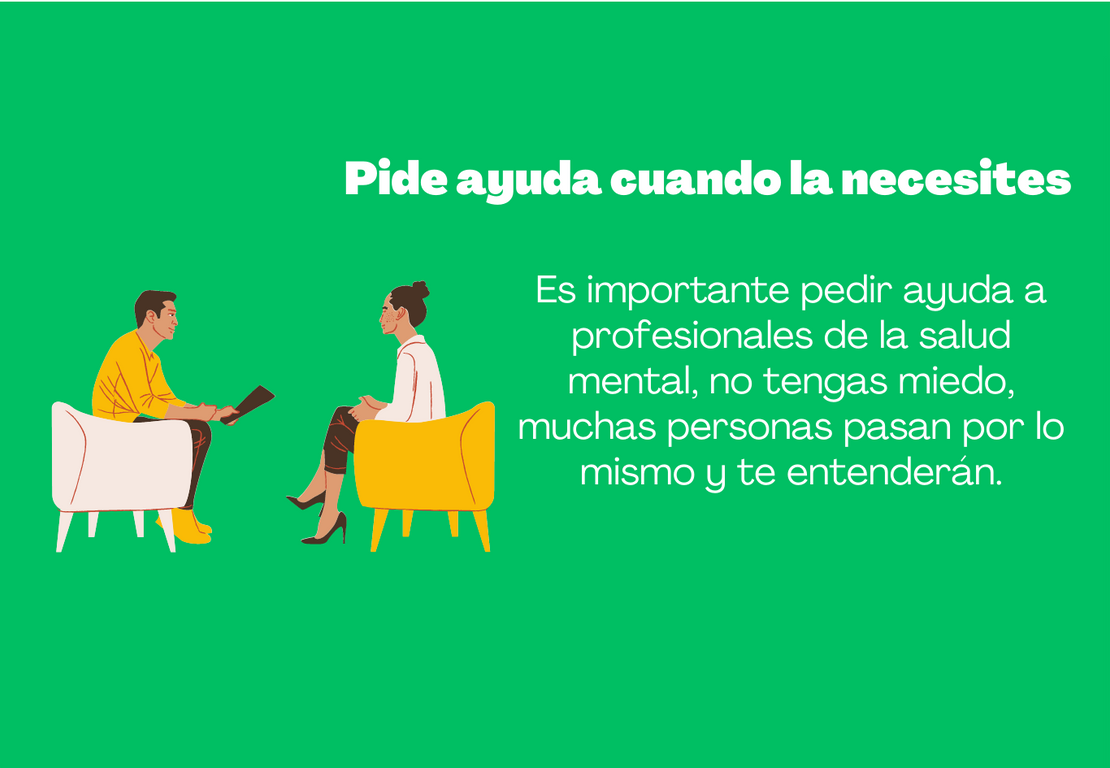 Pide ayuda cuando la necesites
Es importante pedir ayuda a
profesionales de la salud
mental, no tengas miedo,
muchas personas pasan por lo
mismo y te entenderán.